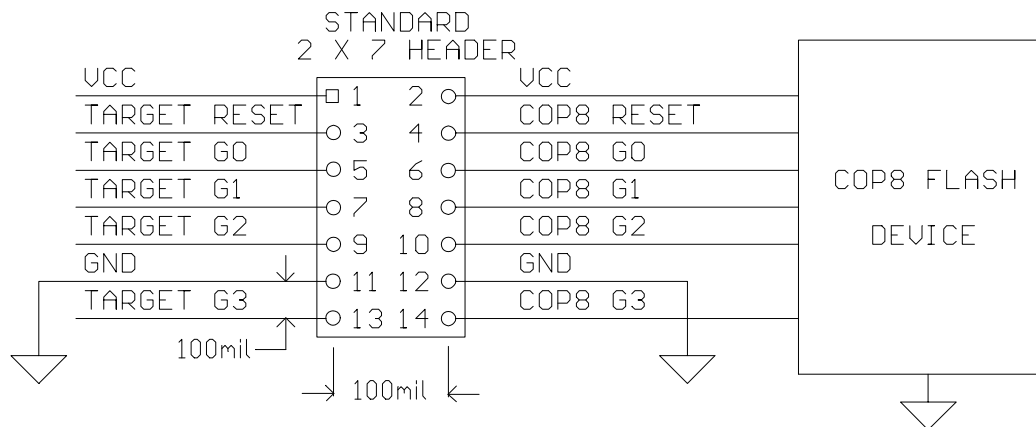 STANDARD
2 X 7 HEADER
VCC
1
2
VCC
TARGET RESET
3
4
COP8 RESET
TARGET G0
5
6
COP8 G0
TARGET G1
7
8
COP8 G1
TARGET G2
9
10
COP8 G2
GND
11
12
GND
TARGET G3
13
14
COP8 G3
100mil
100mil
COP8 FLASH
DEVICE